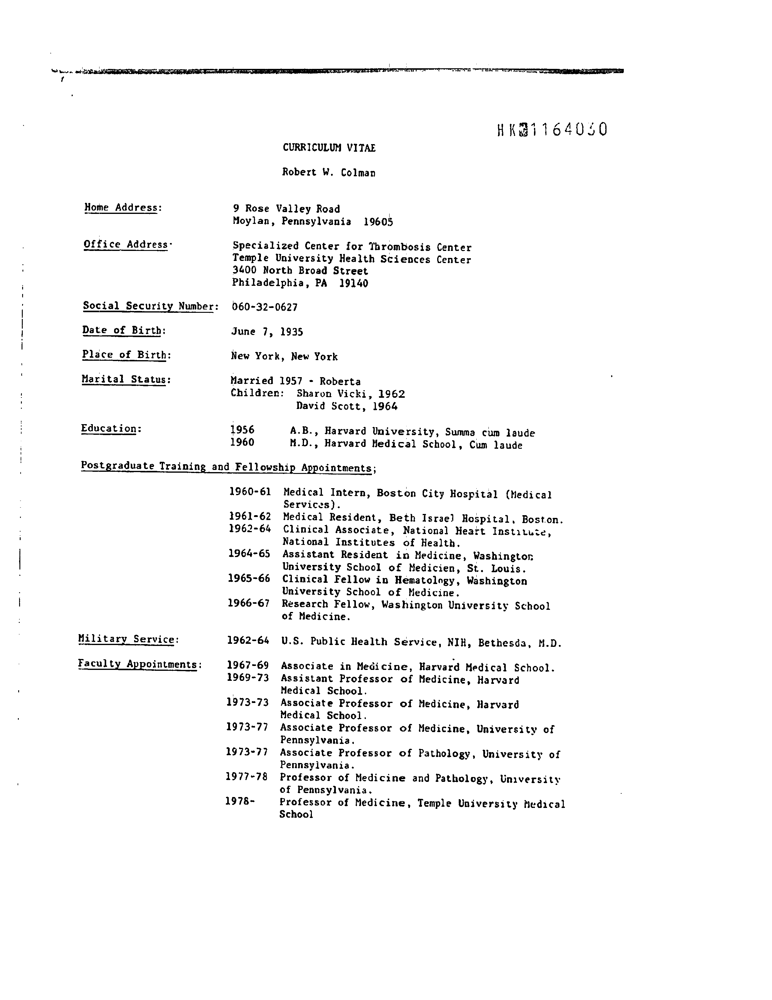 HK31164030
CURRICULUM VITAE
Robert W. Colman
Home Address: 9 Rose Valley Road
Moylan, Pennsylvania 19605
Office Address: Specialized Center for Thrombosis Center
Temple University Health Sciences Center
3400 North Broad Street
Philadelphia, PA 19140
Social Security Number: 060-32-0627
Date of Birth: June 7, 1935
Place of Birth: New York, New York
Marital Status: Married 1957 - Roberta
Children: Sharon Vicki, 1962
David Scott, 1964
Education: 1956 A.B., Harvard University, Summa cum laude
1960 M.D., Harvard Medical School, Cum laude
Postgraduate Training and Fellowship Appointments;
1960-61 Medical Intern, Boston City Hospital (Medical
Services).
1961-62 Medical Resident, Beth Israel Hospital, Boston.
1962-64 Clinical Associate, National Heart Institute,
National Institutes of Health.
1964-65 Assistant Resident in Medicine, Washington
University School of Medicien, St. Louis.
1965-66 Clinical Fellow in Hematology, Washington
University School of Medicine.
1966-67 Research Fellow, Washington University School
of Medicine.
Military Service: 1962-64 U.S. Public Health Service, NIH, Bethesda, M.D.
Faculty Appointments: 1967-69 Associate in Medicine, Harvard Medical School.
1969-73 Assistant Professor of Medicine, Harvard
Medical School.
1973-73 Associate Professor of Medicine, Harvard
Medical School.
1973-77 Associate Professor of Medicine, University of
Pennsylvania.
1973-77 Associate Professor of Pathology, University of
Pennsylvania.
1977-78 Professor of Medicine and Pathology, University
of Pennsylvania.
1978- Professor of Medicine, Temple University Medical
School